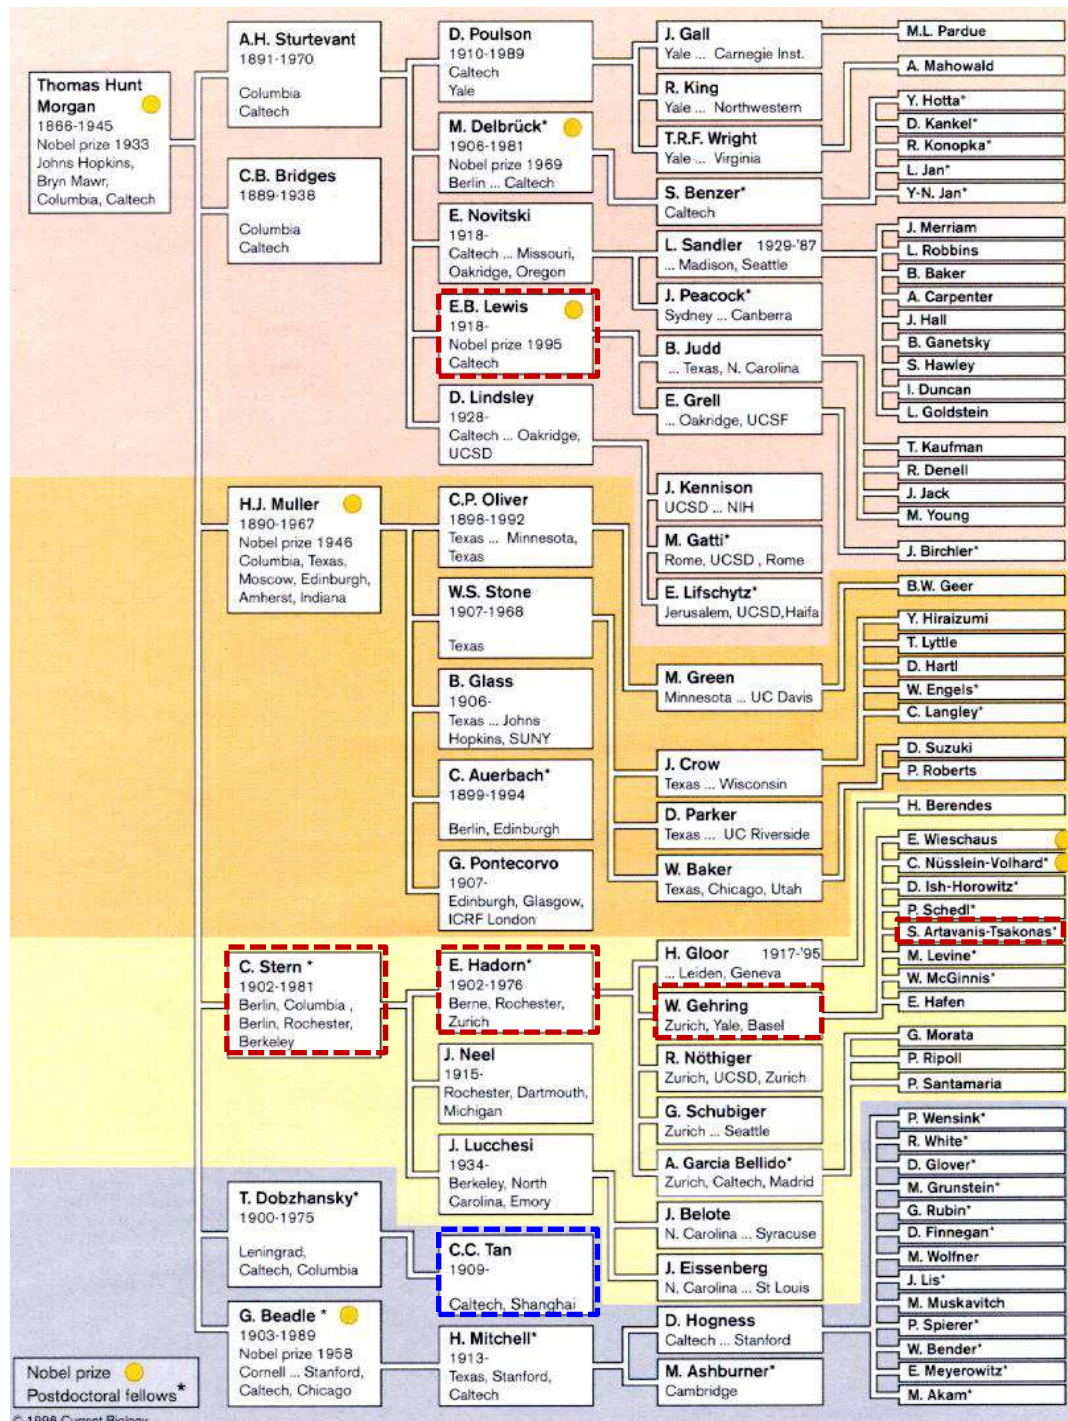 Thomas Hunt
Morgan
1866-1945
Nobel prize 1933
Johns Hopkins,
Bryn Mawr,
Columbia, Caltech
A.H. Sturtevant
1891-1970
Columbia
Caltech
C.B. Bridges
1889-1938
Columbia
Caltech
H.J. Muller
1890-1967
Nobel prize 1946
Columbia, Texas,
Moscow, Edinburgh,
Amherst, Indiana
C. Stern *
1902-1981
Berlin, Columbia ,
Berlin, Rochester,
Berkeley
T. Dobzhansky*
1900-1975
Leningrad,
Caltech, Columbia
G. Beadle *
1903-1989
Nobel prize 1958
Cornell ... Stanford,
Caltech, Chicago
D. Poulson
1910-1989
Caltech
Yale
M. Delbrück*
1906-1981
Nobel prize 1969
Berlin ... Caltech
E. Novitski
1918-
Caltech ... Missouri,
Oakridge, Oregon
E.B. Lewis
1918-
Nobel prize 1995
Caltech
D. Lindsley
1928-
Caltech ... Oakridge,
UCSD
C.P. Oliver
1898-1992
Texas ... Minnesota,
Texas
W.S. Stone
1907-1968
Texas
B. Glass
1906-
Texas ... Johns
Hopkins, SUNY
C. Auerbach*
1899-1994
Berlin, Edinburgh
G. Pontecorvo
1907-
Edinburgh, Glasgow,
ICRF London
E. Hadorn*
1902-1976
Berne, Rochester,
Zurich
J. Neel
1915-
Rochester, Dartmouth,
Michigan
J. Lucchesi
1934-
Berkeley, North
Carolina, Emory
C.C. Tan
1909-
Caltech, Shanghai
H. Mitchell*
1913-
Texas, Stanford,
Caltech
J. Gall
Yale ... Carnegie Inst.
R. King
Yale ... Northwestern
T.R.F. Wright
Yale ... Virginia
S. Benzer*
Caltech
L. Sandler 1929-'87
... Madison, Seattle
J. Peacock*
Sydney ... Canberra
B. Judd
... Texas, N. Carolina
E. Grell
... Oakridge, UCSF
J. Kennison
UCSD ... NIH
M. Gatti*
Rome, UCSD , Rome
E. Lifschytz*
Jerusalem, UCSD,Haifa
M. Green
Minnesota ... UC Davis
J. Crow
Texas ... Wisconsin
D. Parker
Texas ... UC Riverside
W. Baker
Texas, Chicago, Utah
H. Gloor 1917-'95
... Leiden, Geneva
W. Gehring
Zurich, Yale, Basel
R. Nöthiger
Zurich, UCSD, Zurich
G. Schubiger
Zurich ... Seattle
A. Garcia Bellido*
Zurich, Caltech, Madrid
J. Belote
N. Carolina ... Syracuse
J. Eissenberg
N. Carolina ... St Louis
D. Hogness
Caltech ... Stanford
M. Ashburner*
Cambridge
M.L. Pardue
A. Mahowald
Y. Hotta*
D. Kankel*
R. Konopka*
L. Jan*
Y-N. Jan*
J. Merriam
L. Robbins
B. Baker
A. Carpenter
J. Hall
B. Ganetsky
S. Hawley
I. Duncan
L. Goldstein
T. Kaufman
R. Denell
J. Jack
M. Young
J. Birchler*
B.W. Geer
Y. Hiraizumi
T. Lyttle
D. Hartl
W. Engels*
C. Langley*
D. Suzuki
P. Roberts
H. Berendes
E. Wieschaus
C. Nüsslein-Volhard*
D. Ish-Horowitz*
P. Schedl*
S. Artavanis-Tsakonas*
M. Levine*
W. McGinnis*
E. Hafen
G. Morata
P. Ripoll
P. Santamaria
P. Wensink*
R. White*
D. Glover*
M. Grunstein*
G. Rubin*
D. Finnegan*
M. Wolfner
J. Lis*
M. Muskavitch
P. Spierer*
W. Bender*
E. Meyerowitz*
M. Akam*
Nobel prize
Postdoctoral fellows*
© 1996 Current Biology